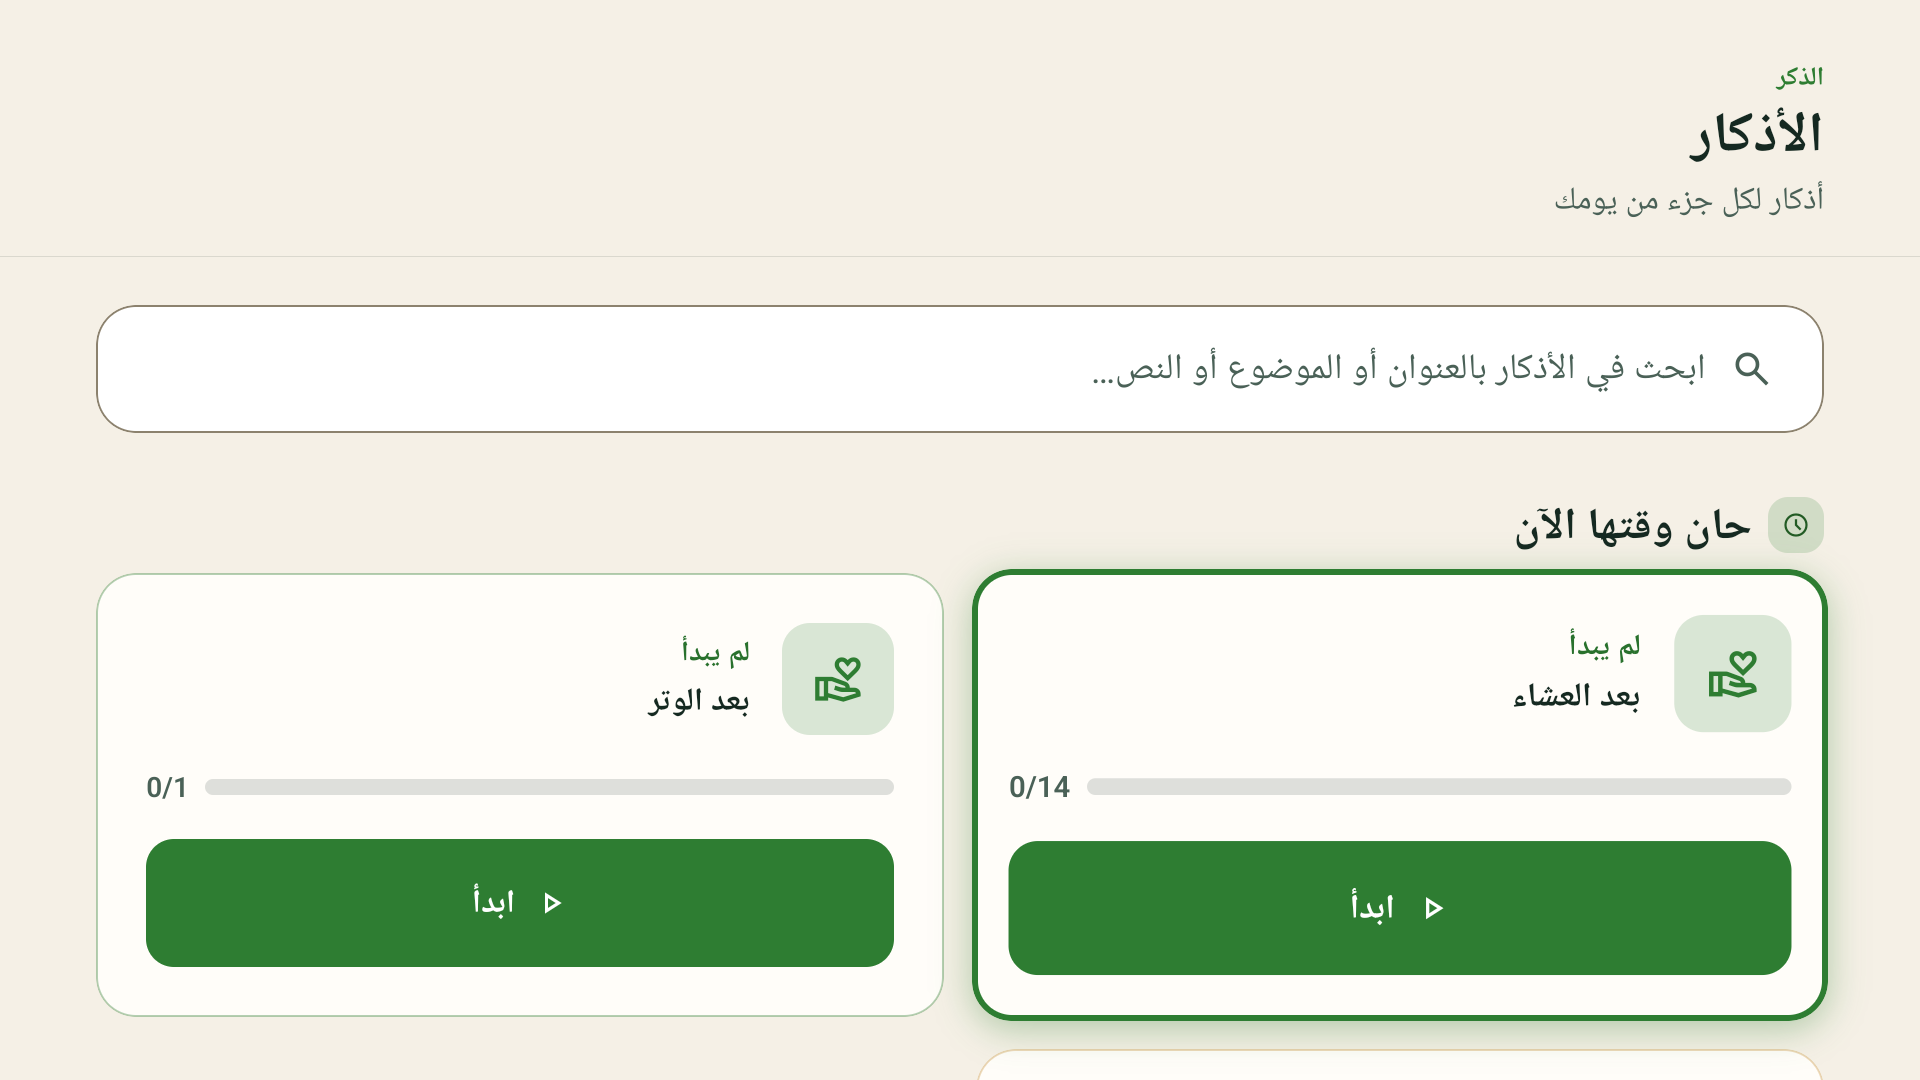 الذكر
الأذكار
أذكار لكل جزء من يومك
ابحث في الأذكار بالعنوان أو الموضوع أو النص...
حان وقتها الآن
لم يبدأ
بعد العشاء
0/14
ابدأ
لم يبدأ
بعد الوتر
0/1
ابدأ